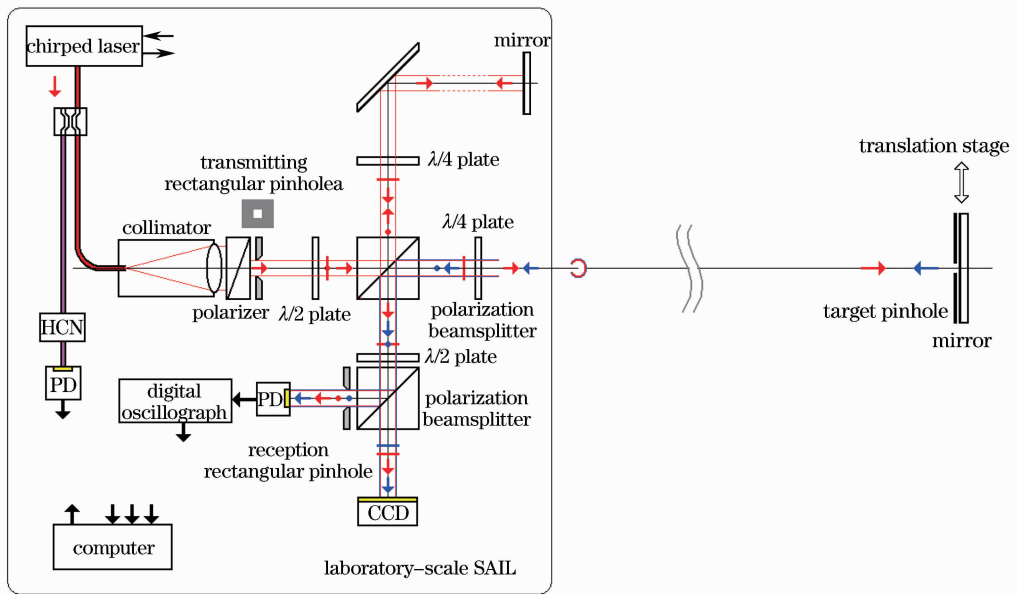 chirped laser
mirror
λ/4 plate
translation stage
transmitting
rectangular pinholea
collimator
λ/4 plate
polarizer
λ/2 plate
polarization
beamsplitter
target pinhole
mirror
HCN
λ/2 plate
PD
digital
oscillograph
PD
polarization
beamsplitter
reception
rectangular pinhole
CCD
computer
laboratory-scale SAIL